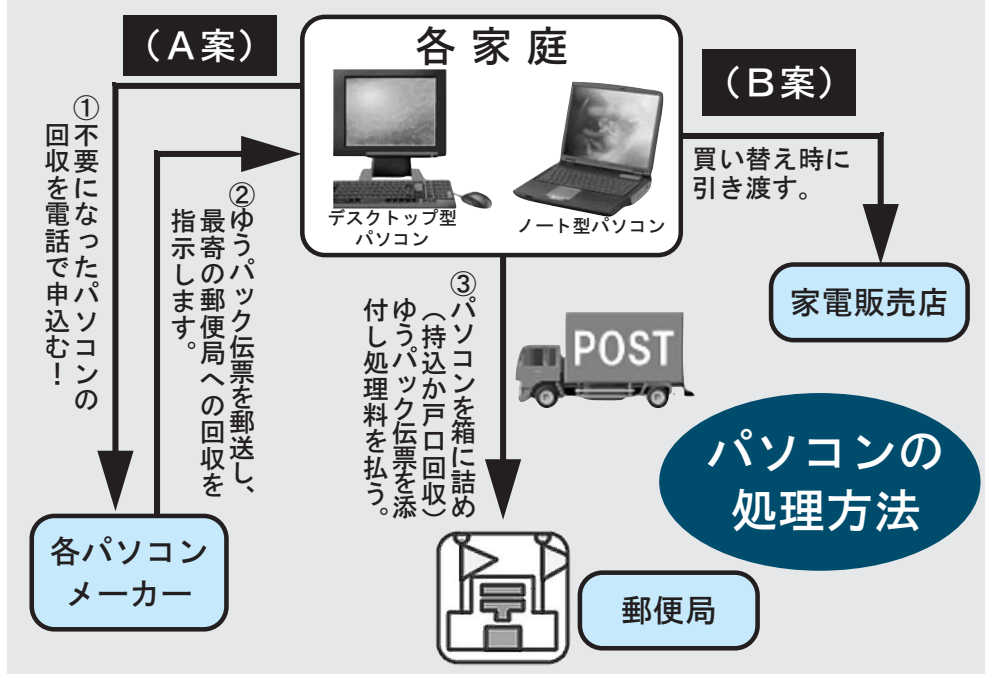 （A案）
各家庭
デスクトップ型
パソコン
ノート型パソコン
（B案）
買い替え時に
引き渡す。
家電販売店
①不要になったパソコンの
回収を電話で申込む！
②ゆうパック伝票を郵送し、
最寄の郵便局への回収を
指示します。
③パソコンを箱に詰め
（持込か戸口回収）
ゆうパック伝票を添
付し処理料を払う。
POST
パソコンの
処理方法
各パソコン
メーカー
郵便局